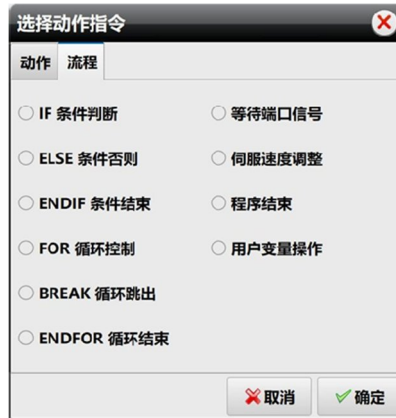 选择动作指令
动作 流程
IF 条件判断
等待端口信号
ELSE 条件否则
伺服速度调整
ENDIF 条件结束
程序结束
FOR 循环控制
用户变量操作
BREAK 循环跳出
ENDFOR 循环结束
取消 确定